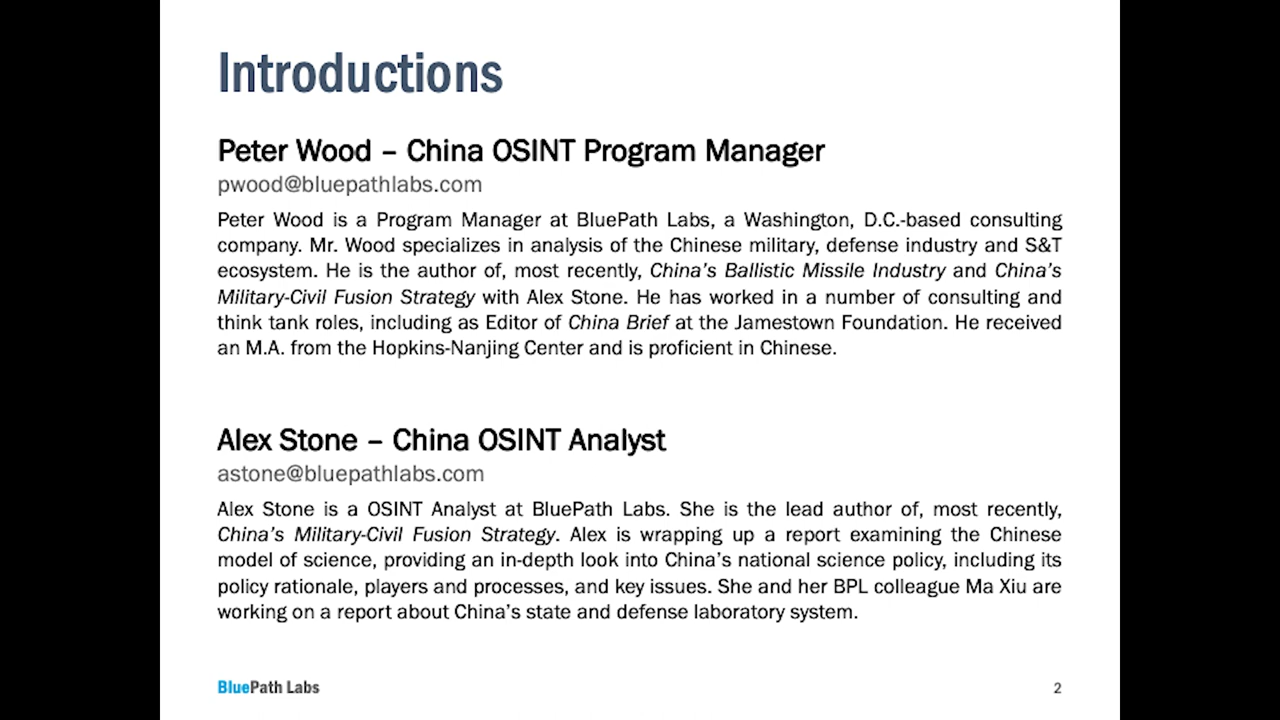 Introductions
Peter Wood – China OSINT Program Manager
pwood@bluepathlabs.com
Peter Wood is a Program Manager at BluePath Labs, a Washington, D.C.-based consulting
company. Mr. Wood specializes in analysis of the Chinese military, defense industry and S&T
ecosystem. He is the author of, most recently, China’s Ballistic Missile Industry and China’s
Military-Civil Fusion Strategy with Alex Stone. He has worked in a number of consulting and
think tank roles, including as Editor of China Brief at the Jamestown Foundation. He received
an M.A. from the Hopkins-Nanjing Center and is proficient in Chinese.
Alex Stone – China OSINT Analyst
astone@bluepathlabs.com
Alex Stone is a OSINT Analyst at BluePath Labs. She is the lead author of, most recently,
China’s Military-Civil Fusion Strategy. Alex is wrapping up a report examining the Chinese
model of science, providing an in-depth look into China’s national science policy, including its
policy rationale, players and processes, and key issues. She and her BPL colleague Ma Xiu are
working on a report about China’s state and defense laboratory system.
BluePath Labs
2